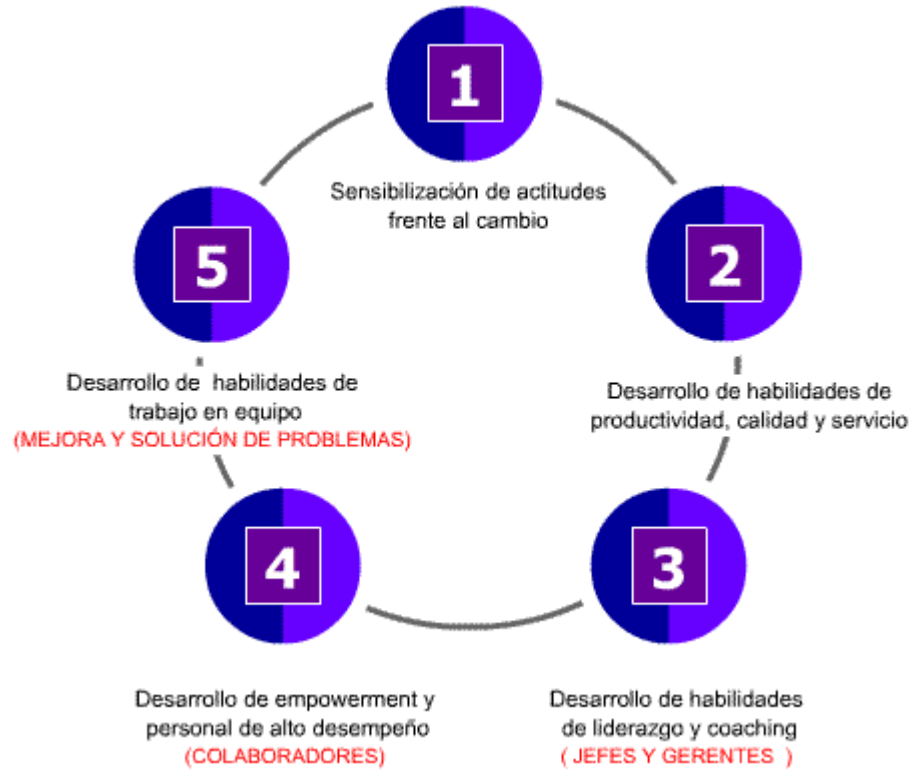 1
Sensibilización de actitudes
frente al cambio
2
Desarrollo de habilidades de
productividad, calidad y servicio
3
Desarrollo de habilidades
de liderazgo y coaching
( JEFES Y GERENTES )
4
Desarrollo de empowerment y
personal de alto desempeño
(COLABORADORES)
5
Desarrollo de habilidades de
trabajo en equipo
(MEJORA Y SOLUCIÓN DE PROBLEMAS)